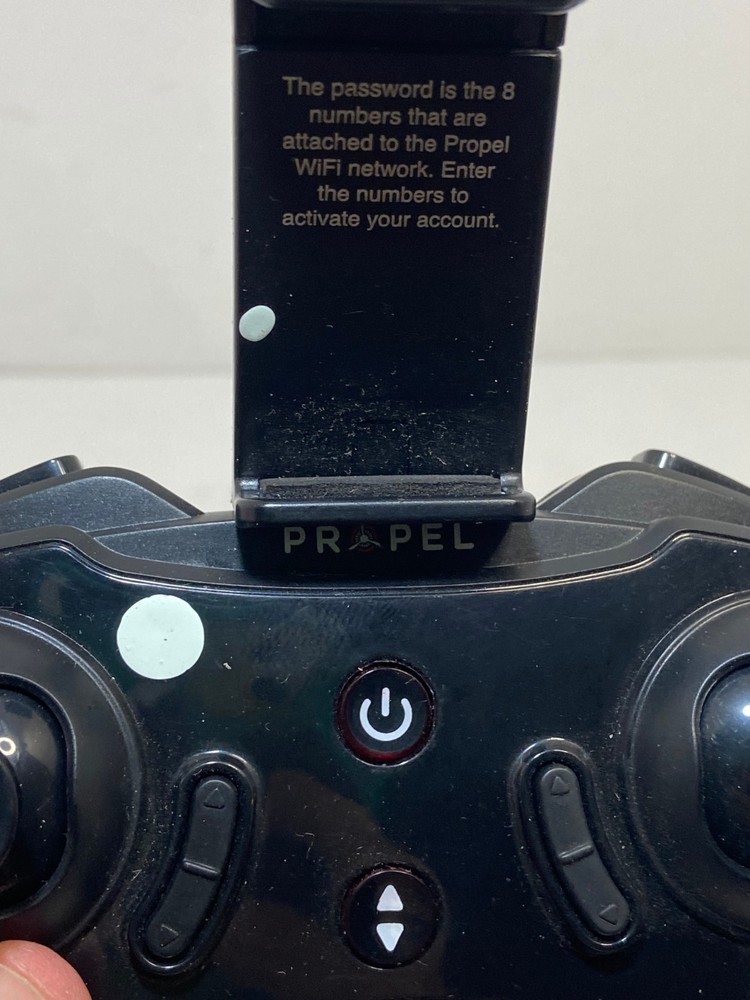 The password is the 8
numbers that are
attached to the Propel
WiFi network. Enter
the numbers to
activate your account.
PROPEL